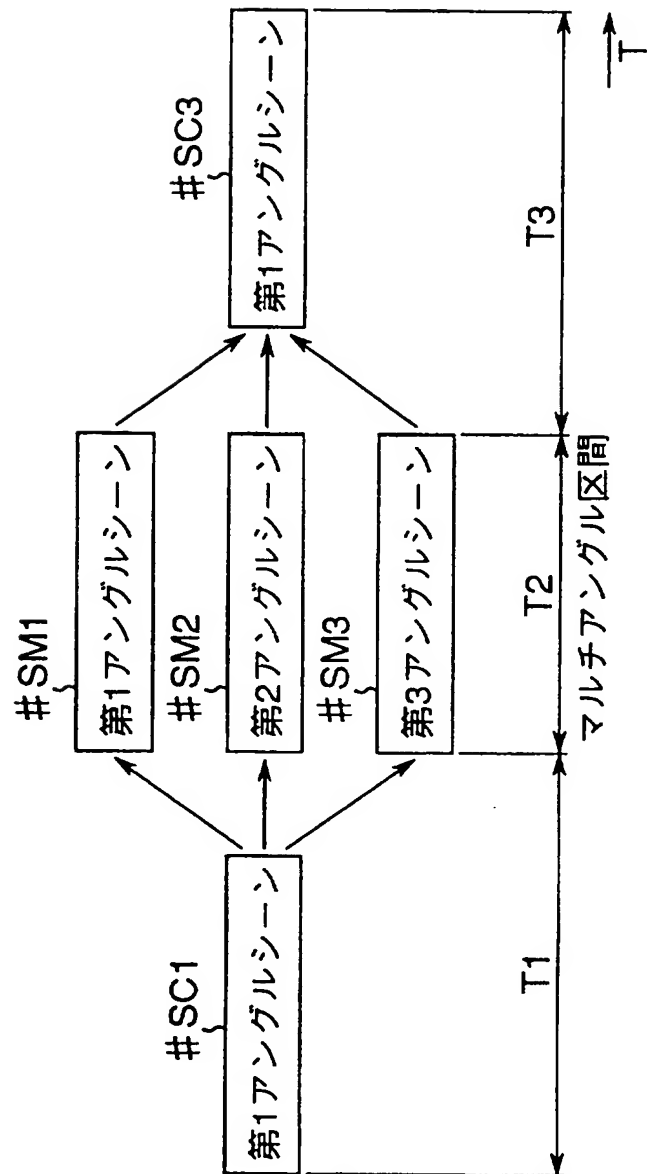 #SC1
第1アングルシーン
#SM1
第1アングルシーン
#SM2
第2アングルシーン
#SM3
第3アングルシーン
#SC3
第1アングルシーン
T1
T2
T3
マルチアングル区間
T